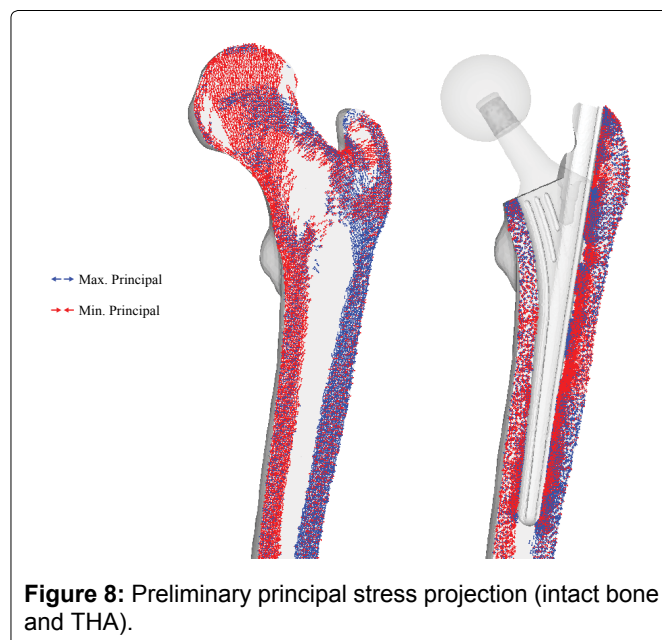 Max. Principal
Min. Principal
Figure 8: Preliminary principal stress projection (intact bone
and THA).